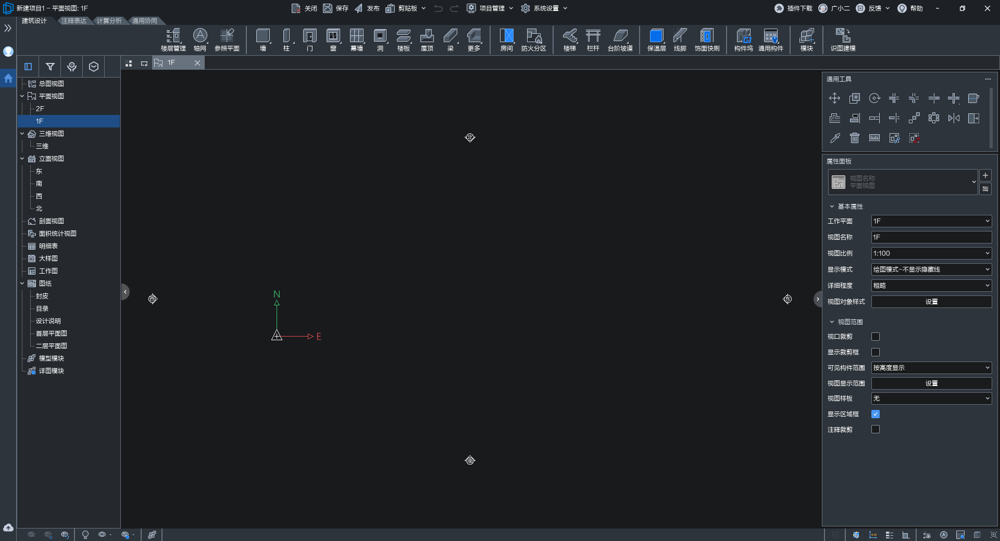 新建项目1 - 平面视图: 1F
关闭
保存
发布
剪贴板
项目管理
系统设置
插件下载
广小二
反馈
帮助
建筑设计
注释表达
计算分析
通用协同
楼层管理
轴网
参照平面
墙
柱
门
窗
幕墙
洞
楼板
屋顶
梁
更多
房间
防火分区
楼梯
栏杆
台阶坡道
保温层
线脚
饰面快刷
构件坞
通用构件
模块
识图建模
1F
总图视图
平面视图
2F
1F
三维视图
三维
立面视图
东
南
西
北
剖面视图
面积统计视图
明细表
大样图
工作图
图纸
封皮
目录
设计说明
首层平面图
二层平面图
模型模块
详图模块
北
西
东
南
N
E
通用工具
属性面板
视图名称
平面视图
基本属性
工作平面
1F
视图名称
1F
视图比例
1:100
显示模式
绘图模式-不显示隐藏线
详细程度
粗略
视图对象样式
设置
视图范围
视口裁剪
显示裁剪框
可见构件范围
按高度显示
视图显示范围
设置
视图样板
无
显示区域框
注释裁剪